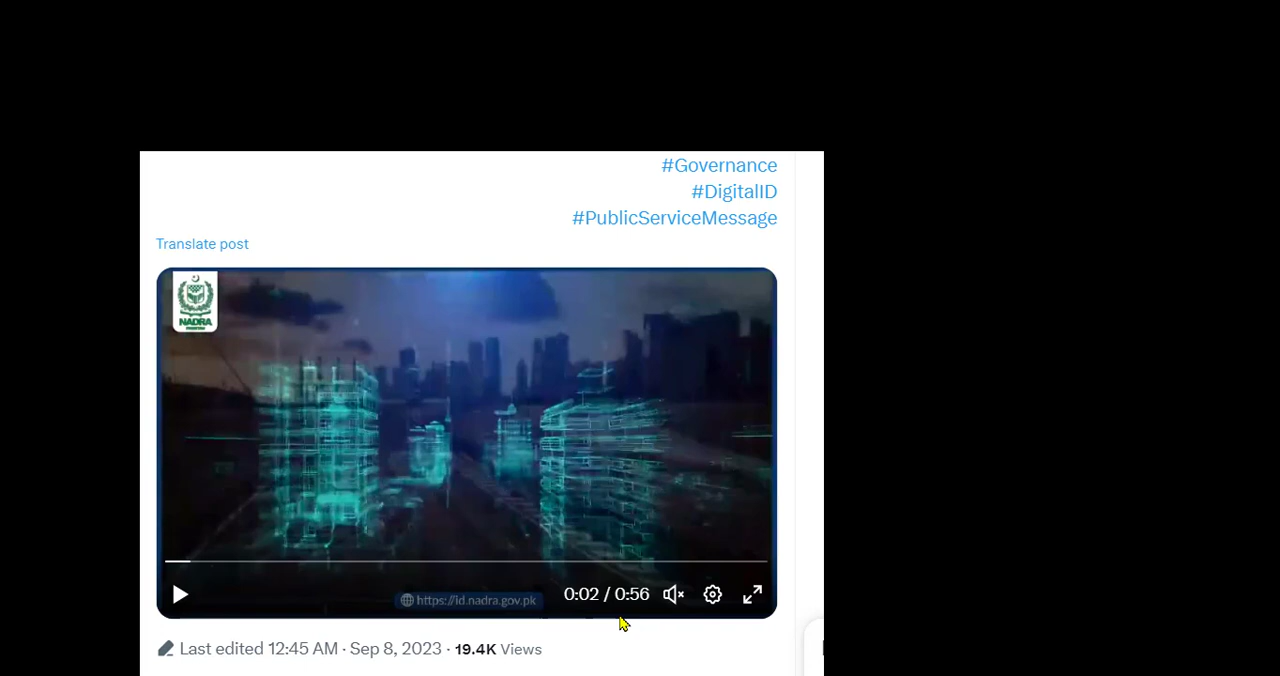 #Governance
#DigitalID
#PublicServiceMessage
Translate post
NADRA
0:02 / 0:56
https://id.nadra.gov.pk
Last edited 12:45 AM · Sep 8, 2023 · 19.4K Views